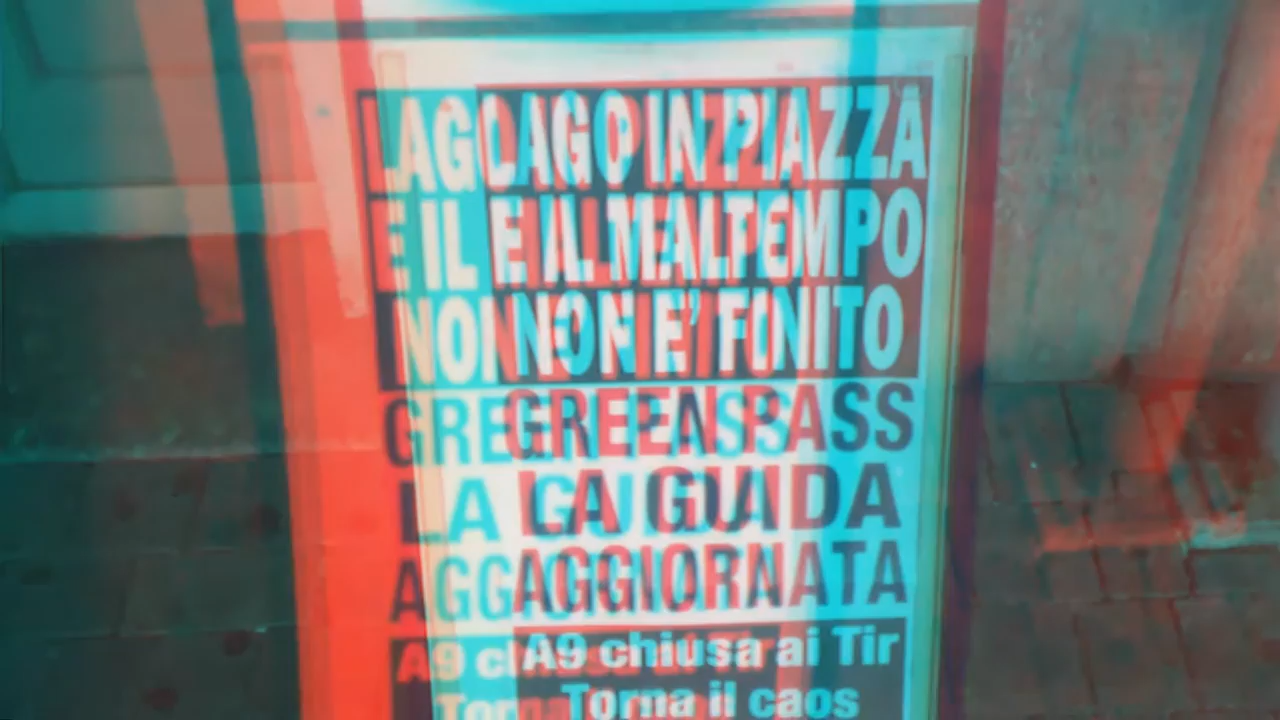 LAGO IN PIAZZA
E IL MALTEMPO
NON E' FINITO
GREEN PASS
LA GUIDA
AGGIORNATA
A9 chiusa ai Tir
Torna il caos